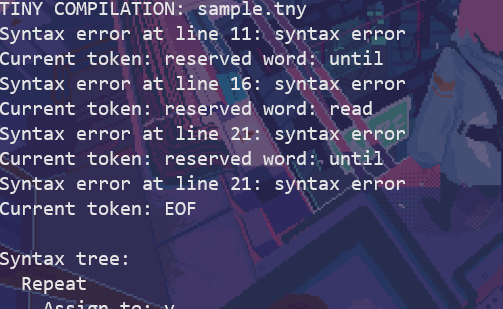 TINY COMPILATION: sample.tny
Syntax error at line 11: syntax error
Current token: reserved word: until
Syntax error at line 16: syntax error
Current token: reserved word: read
Syntax error at line 21: syntax error
Current token: reserved word: until
Syntax error at line 21: syntax error
Current token: EOF
Syntax tree:
Repeat
Assign to: y